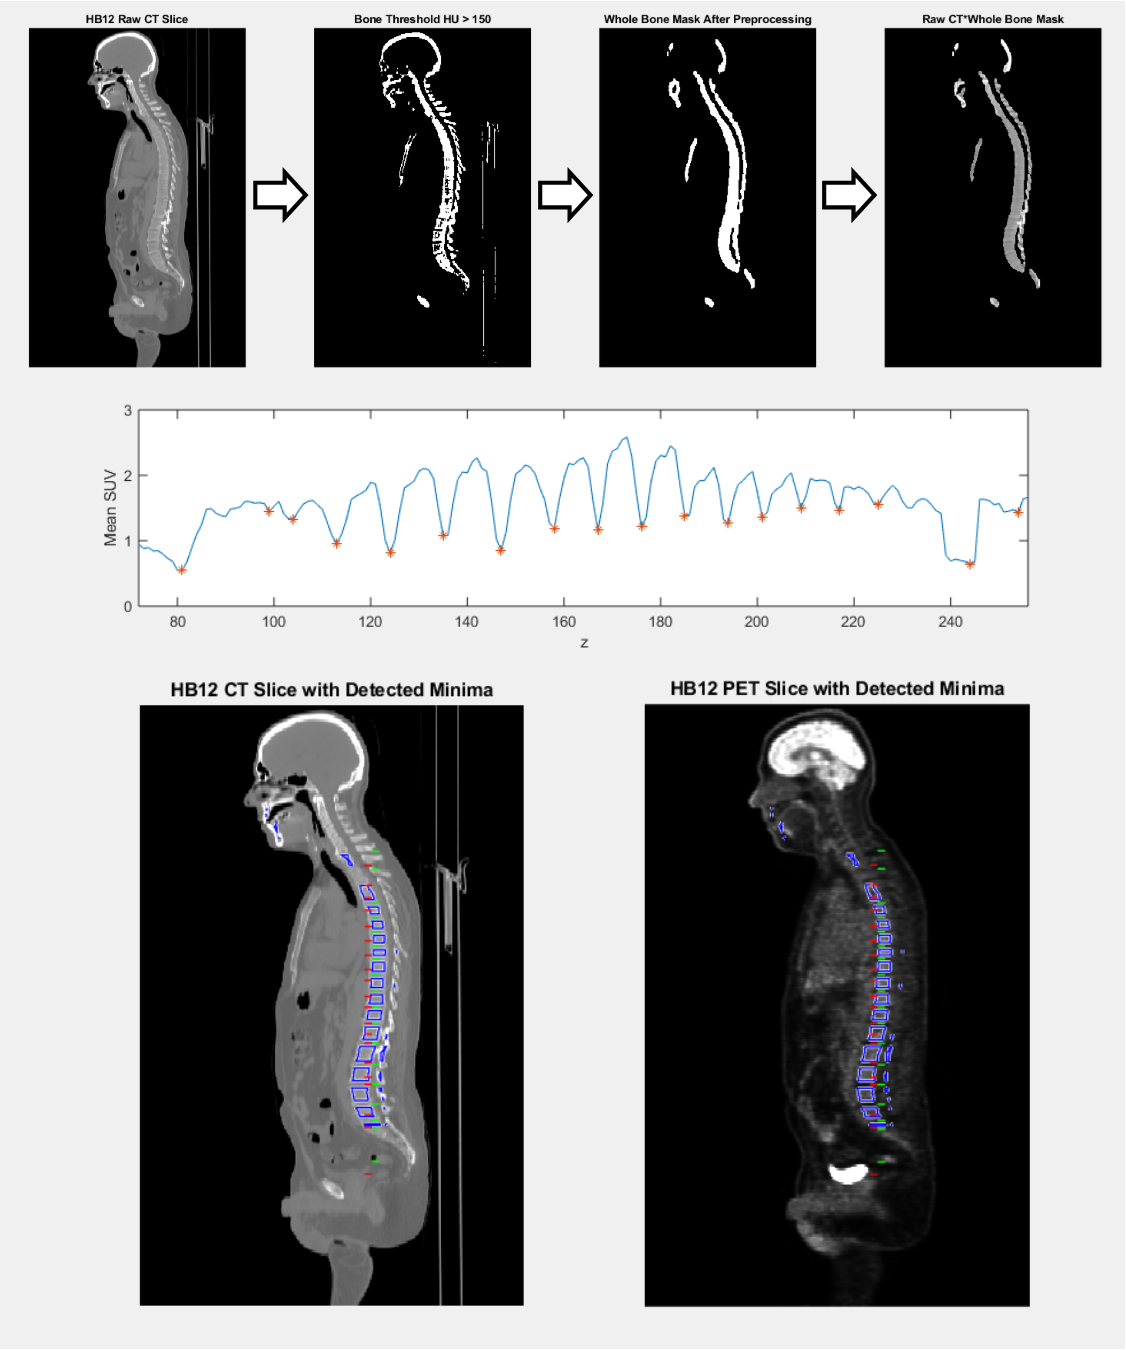 HB12 Raw CT Slice
Bone Threshold HU > 150
Whole Bone Mask After Preprocessing
Raw CT*Whole Bone Mask
3
2
1
0
Mean SUV
80 100 120 140 160 180 200 220 240
z
HB12 CT Slice with Detected Minima
HB12 PET Slice with Detected Minima